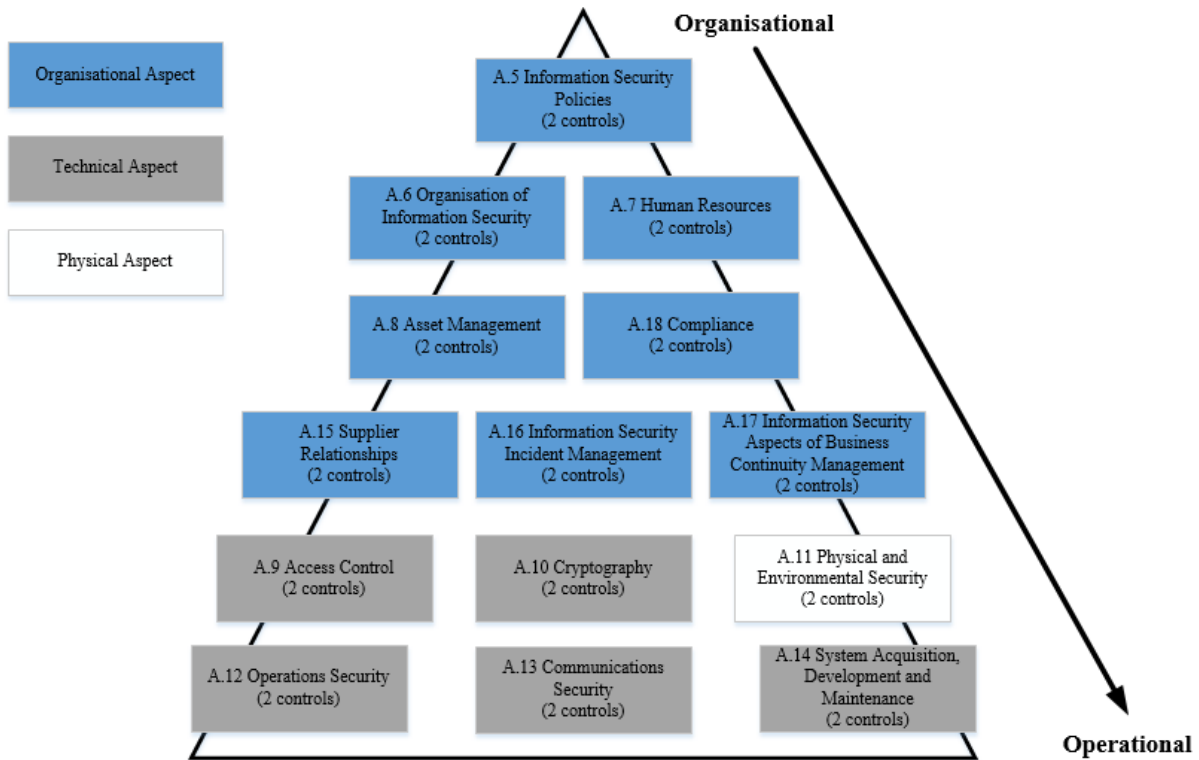 Organisational
Organisational Aspect
Technical Aspect
Physical Aspect
A.5 Information Security
Policies
(2 controls)
A.6 Organisation of
Information Security
(2 controls)
A.7 Human Resources
(2 controls)
A.8 Asset Management
(2 controls)
A.18 Compliance
(2 controls)
A.15 Supplier
Relationships
(2 controls)
A.16 Information Security
Incident Management
(2 controls)
A.17 Information Security
Aspects of Business
Continuity Management
(2 controls)
A.9 Access Control
(2 controls)
A.10 Cryptography
(2 controls)
A.11 Physical and
Environmental Security
(2 controls)
A.12 Operations Security
(2 controls)
A.13 Communications
Security
(2 controls)
A.14 System Acquisition,
Development and
Maintenance
(2 controls)
Operational